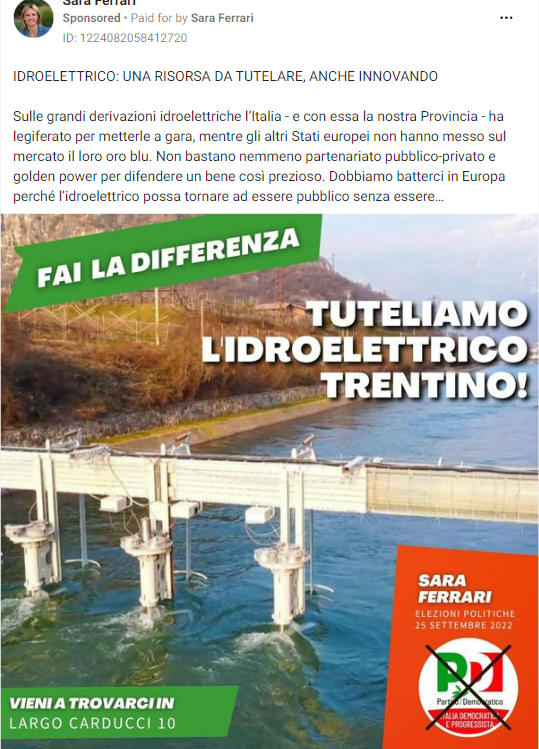 Sara Ferrari
Sponsored • Paid for by Sara Ferrari
ID: 1224082058412720
IDROELETTRICO: UNA RISORSA DA TUTELARE, ANCHE INNOVANDO
Sulle grandi derivazioni idroelettriche l'Italia - e con essa la nostra Provincia - ha
legiferato per metterle a gara, mentre gli altri Stati europei non hanno messo sul
mercato il loro oro blu. Non bastano nemmeno partenariato pubblico-privato e
golden power per difendere un bene così prezioso. Dobbiamo batterci in Europa
perché l'idroelettrico possa tornare ad essere pubblico senza essere...
FAI LA DIFFERENZA
TUTELIAMO
L'IDROELETTRICO
TRENTINO!
SARA
FERRARI
ELEZIONI POLITICHE
25 SETTEMBRE 2022
PD
Partito Democratico
ITALIA DEMOCRATICA
E PROGRESSISTA
VIENI A TROVARCI IN
LARGO CARDUCCI 10